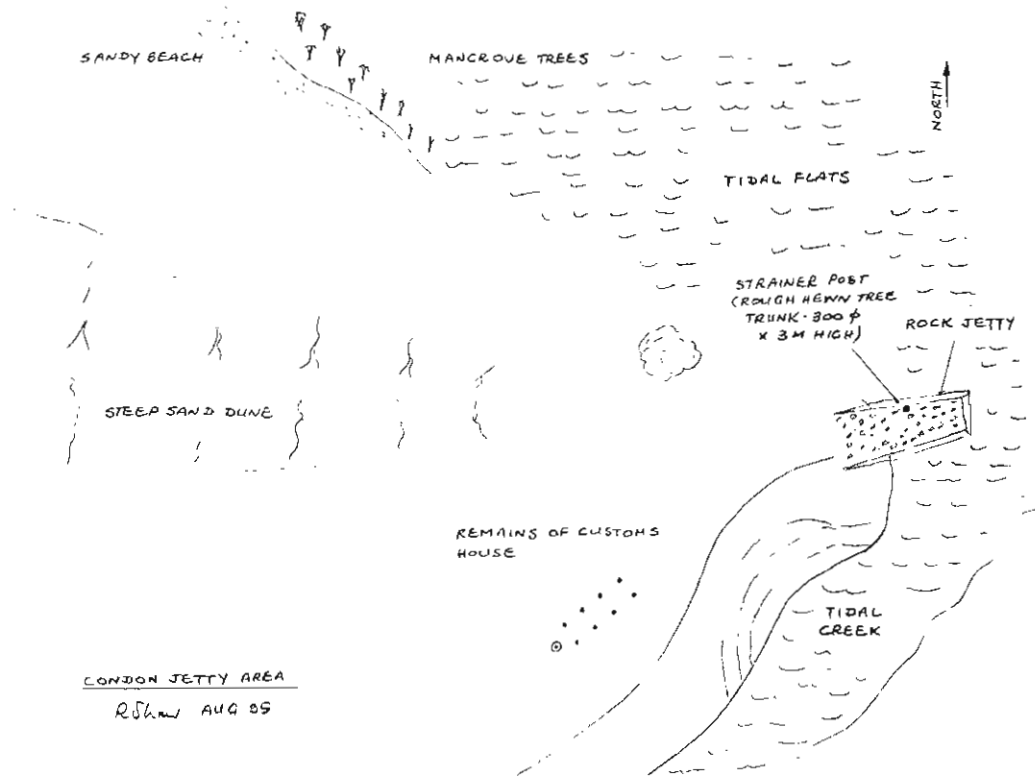 SANDY BEACH
MANGROVE TREES
NORTH
TIDAL FLATS
STRAINER POST
(ROUGH HEWN TREE
TRUNK - 300 φ
× 3M HIGH)
ROCK JETTY
STEEP SAND DUNE
REMAINS OF CUSTOMS
HOUSE
TIDAL
CREEK
CONDON JETTY AREA
RShaw AUG 95